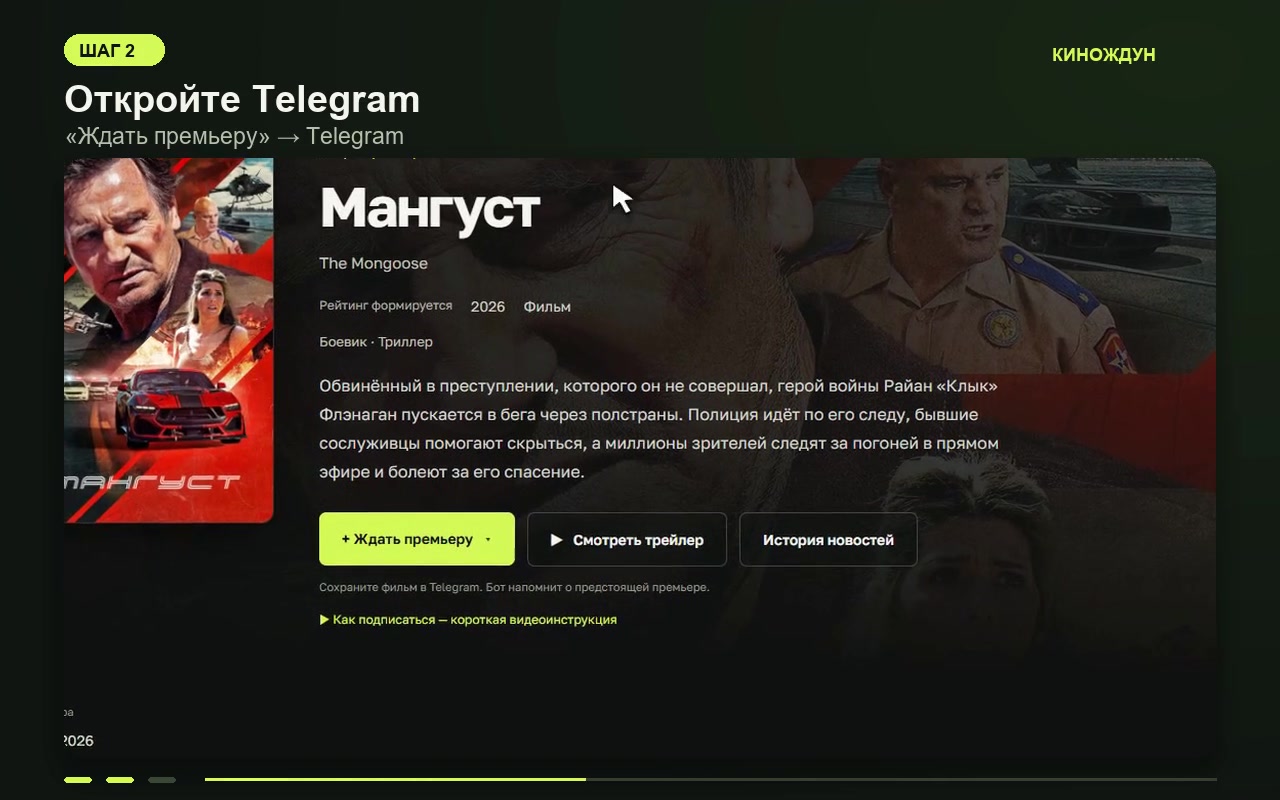 ШАГ 2
КИНОЖДУН
Откройте Telegram
«Ждать премьеру» → Telegram
Мангуст
The Mongoose
Рейтинг формируется 2026 Фильм
Боевик · Триллер
Обвинённый в преступлении, которого он не совершал, герой войны Райан «Клык»
Флэнаган пускается в бега через полстраны. Полиция идёт по его следу, бывшие
сослуживцы помогают скрыться, а миллионы зрителей следят за погоней в прямом
эфире и болеют за его спасение.
МАНГУСТ
+ Ждать премьеру
▶ Смотреть трейлер
История новостей
Сохраните фильм в Telegram. Бот напомнит о предстоящей премьере.
▶ Как подписаться — короткая видеоинструкция
2026